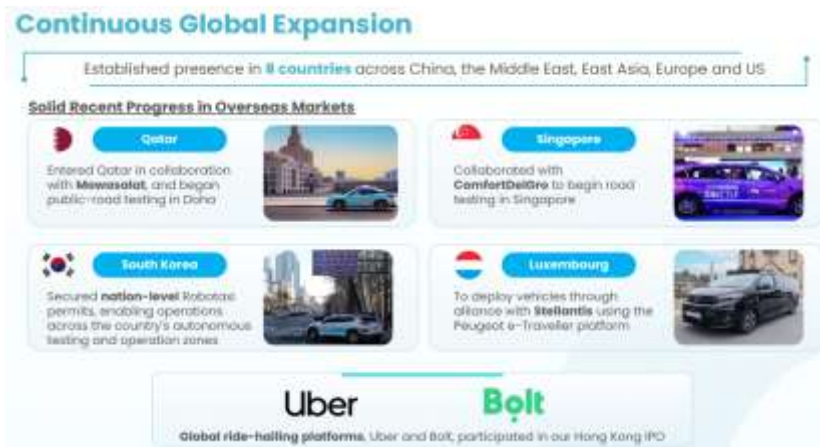 Continuous Global Expansion
Established presence in 8 countries across China, the Middle East, East Asia, Europe and US
Solid Recent Progress in Overseas Markets
Qatar
Entered Qatar in collaboration
with Mowasalat, and began
public-road testing in Doha
Singapore
Collaborated with
ComfortDelGro to begin road
testing in Singapore
South Korea
Secured nation-level Robotaxi
permits, enabling operations
across the country's autonomous
testing and operation zones
Luxembourg
To deploy vehicles through
alliance with Stellantis using the
Peugeot e-Traveller platform
Uber
Bolt
Global ride-hailing platforms, Uber and Bolt, participated in our Hong Kong IPO